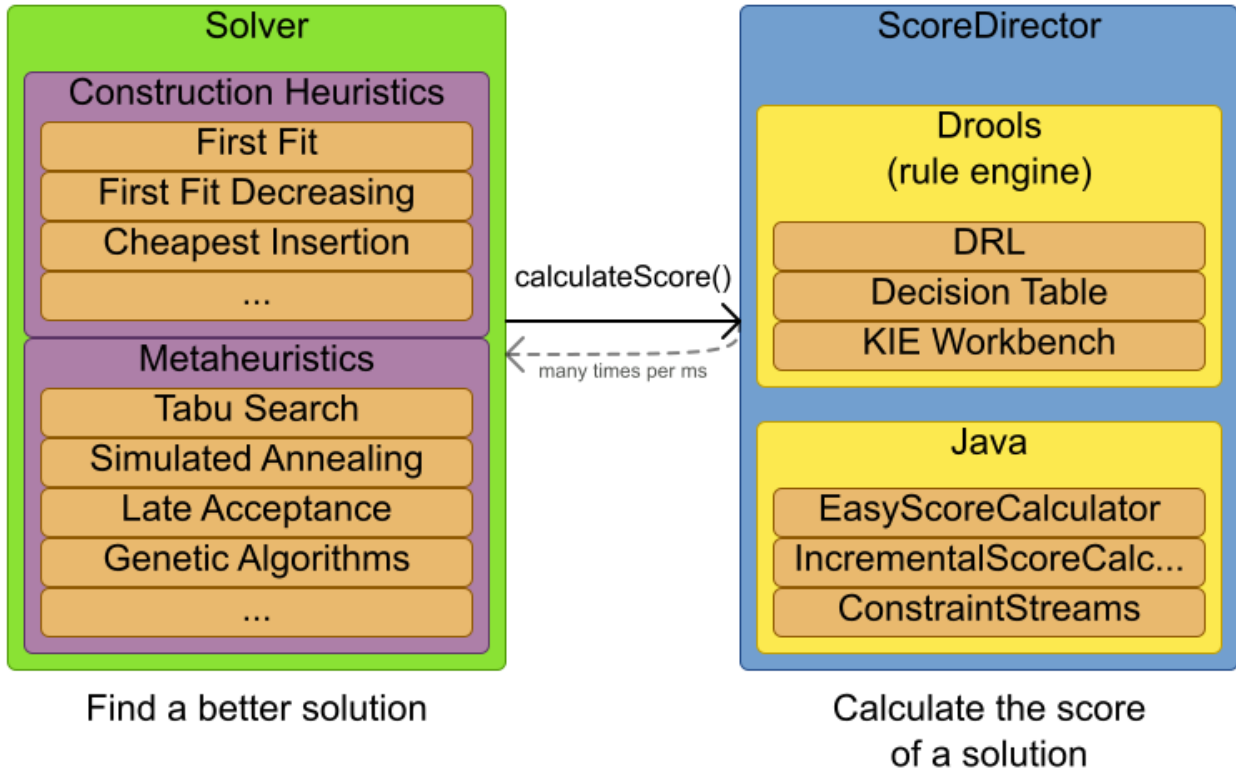 Solver
Construction Heuristics
First Fit
First Fit Decreasing
Cheapest Insertion
...
Metaheuristics
Tabu Search
Simulated Annealing
Late Acceptance
Genetic Algorithms
...
Find a better solution
calculateScore()
many times per ms
ScoreDirector
Drools
(rule engine)
DRL
Decision Table
KIE Workbench
Java
EasyScoreCalculator
IncrementalScoreCalc...
ConstraintStreams
Calculate the score
of a solution